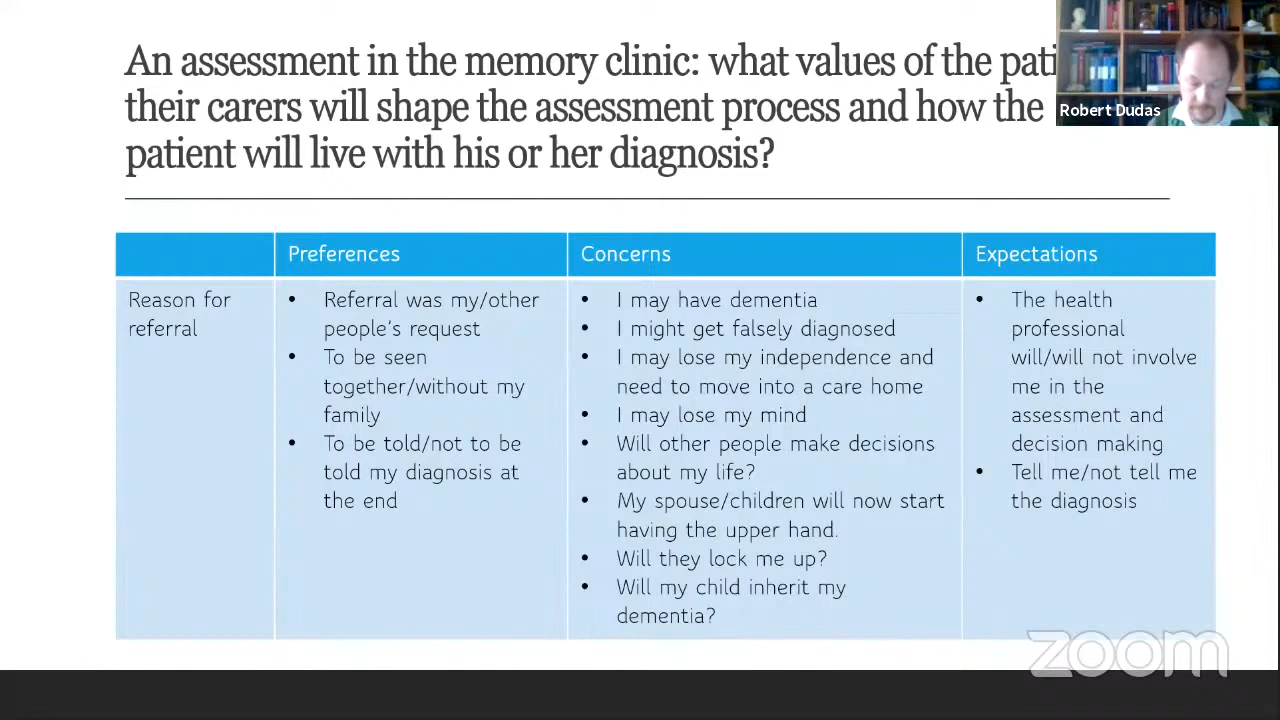 An assessment in the memory clinic: what values of the
their carers will shape the assessment process and how the
patient will live with his or her diagnosis?
Robert Dudas
Preferences
Concerns
Expectations
Reason for
referral
• Referral was my/other
people's request
• To be seen
together/without my
family
• To be told/not to be
told my diagnosis at
the end
• I may have dementia
• I might get falsely diagnosed
• I may lose my independence and
need to move into a care home
• I may lose my mind
• Will other people make decisions
about my life?
• My spouse/children will now start
having the upper hand.
• Will they lock me up?
• Will my child inherit my
dementia?
• The health
professional
will/will not involve
me in the
assessment and
decision making
• Tell me/not tell me
the diagnosis
zoom